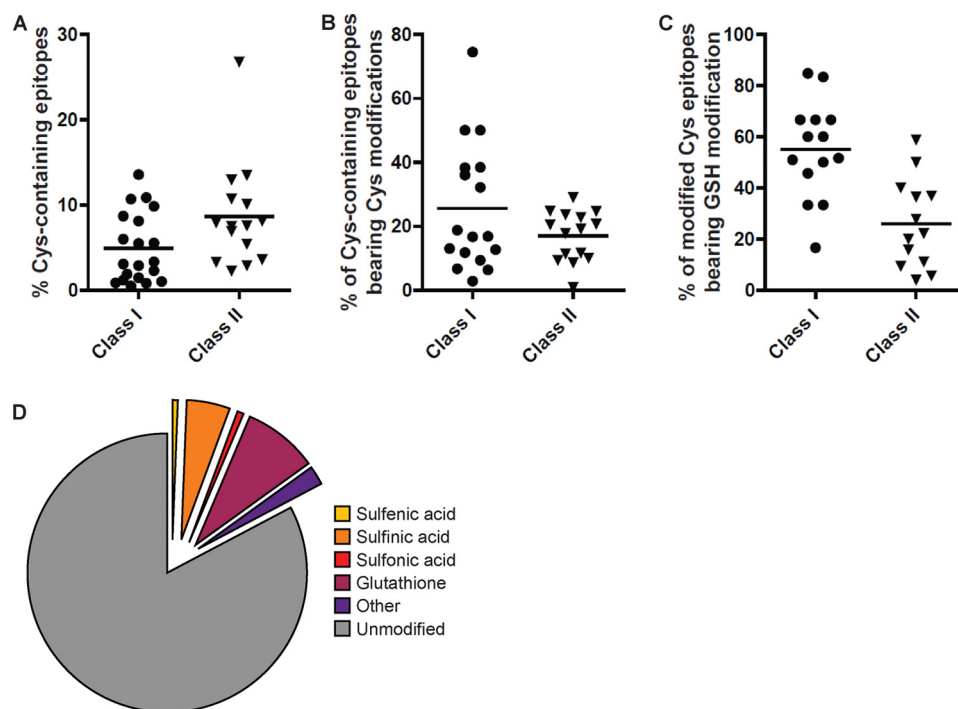 A
% Cys-containing epitopes
30
20
10
0
Class I
Class II
B
% of Cys-containing epitopes
bearing Cys modifications
80
60
40
20
0
Class I
Class II
C
% of modified Cys epitopes
bearing GSH modification
100
80
60
40
20
0
Class I
Class II
D
Sulfenic acid
Sulfinic acid
Sulfonic acid
Glutathione
Other
Unmodified